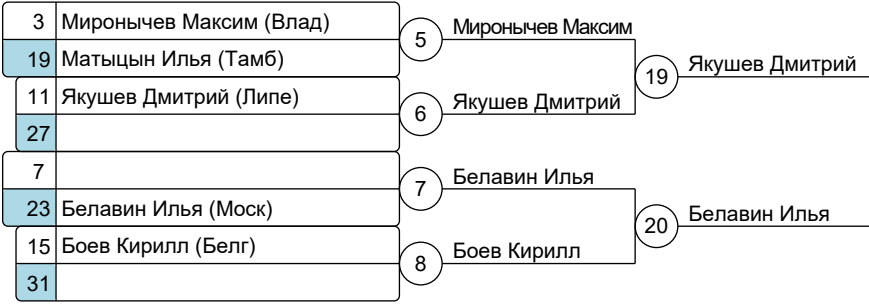 3 Миронычев Максим (Влад)
5 Миронычев Максим
19 Матыцын Илья (Тамб)
19 Якушев Дмитрий
11 Якушев Дмитрий (Липе)
6 Якушев Дмитрий
27
7
7 Белавин Илья
23 Белавин Илья (Моск)
20 Белавин Илья
15 Боев Кирилл (Белг)
8 Боев Кирилл
31